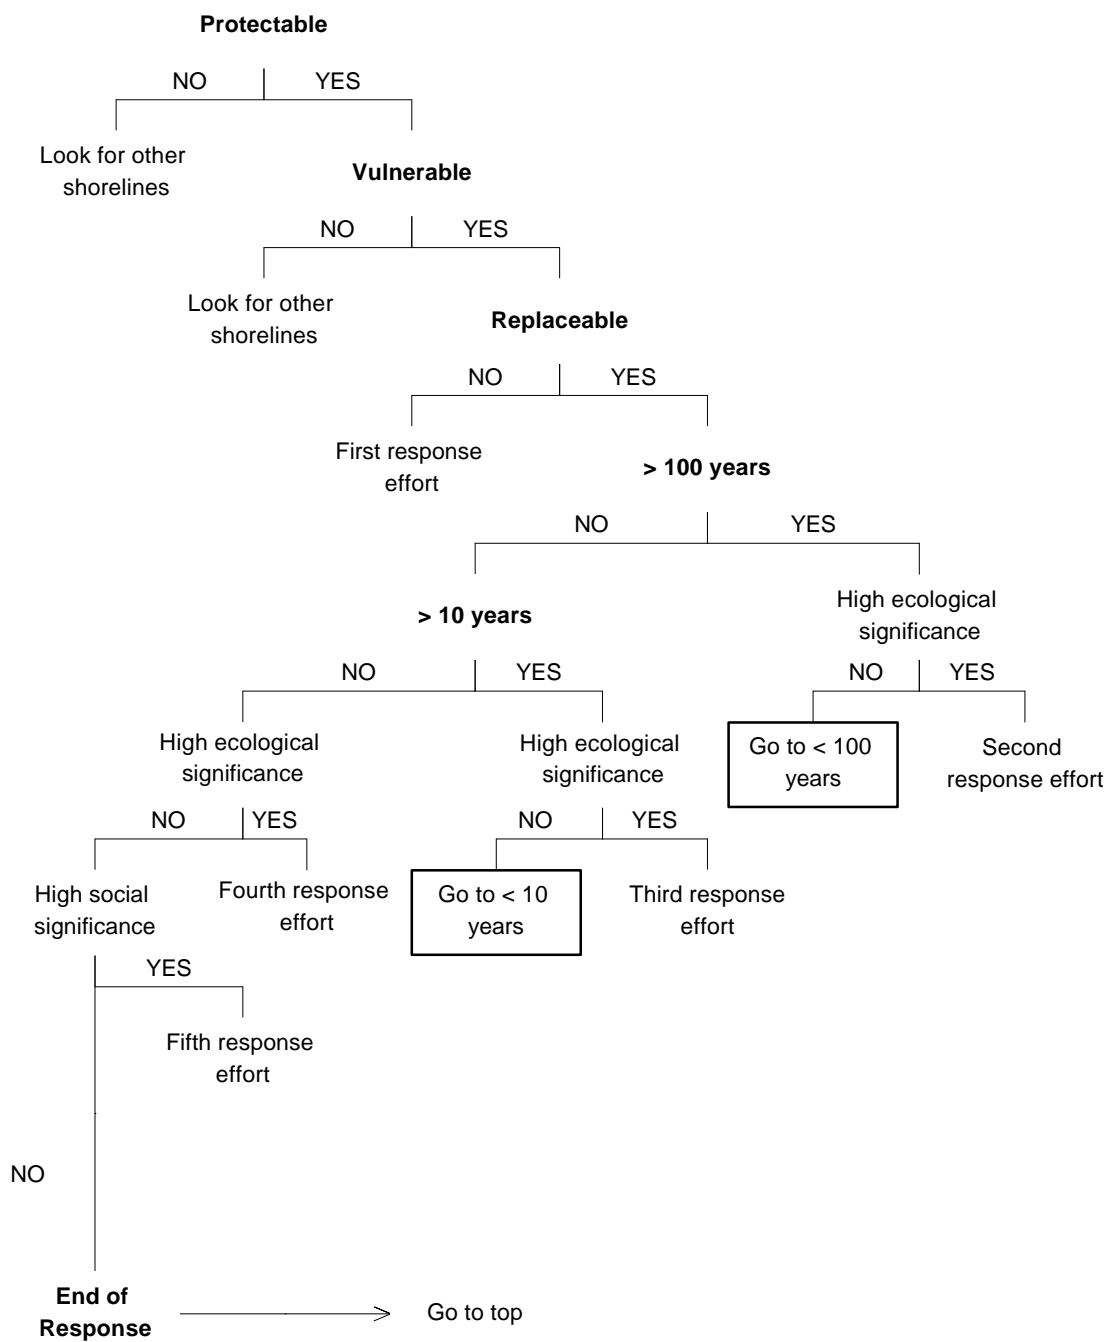 Protectable
NO YES
Look for other
shorelines
Vulnerable
NO YES
Look for other
shorelines
Replaceable
NO YES
First response
effort
> 100 years
NO YES
> 10 years
High ecological
significance
NO YES
NO YES
High ecological
significance
High ecological
significance
Go to < 100
years
Second
response effort
NO YES
NO YES
High social
significance
Fourth response
effort
Go to < 10
years
Third response
effort
YES
Fifth response
effort
NO
End of
Response
Go to top